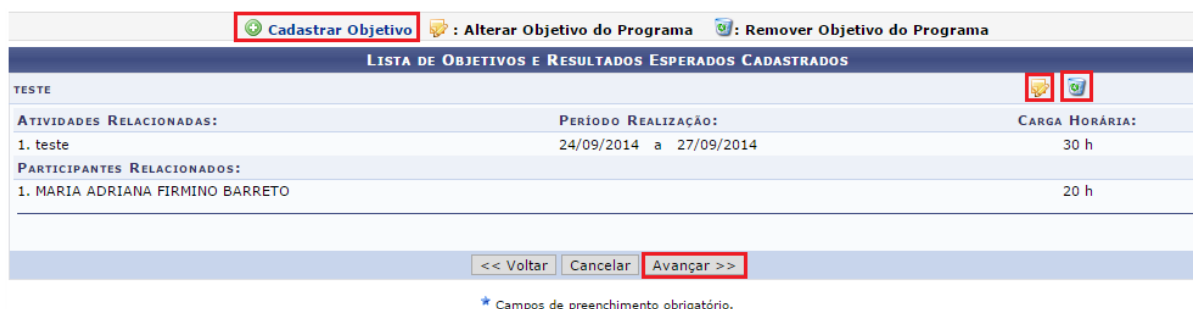 Cadastrar Objetivo : Alterar Objetivo do Programa : Remover Objetivo do Programa
LISTA DE OBJETIVOS E RESULTADOS ESPERADOS CADASTRADOS
TESTE
ATIVIDADES RELACIONADAS: PERÍODO REALIZAÇÃO: CARGA HORÁRIA:
1. teste 24/09/2014 a 27/09/2014 30 h
PARTICIPANTES RELACIONADOS:
1. MARIA ADRIANA FIRMINO BARRETO 20 h
<< Voltar Cancelar Avançar >>
Campos de preenchimento obrigatório.